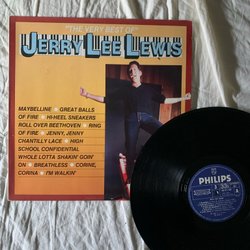 "THE VERY BEST OF"
JERRY LEE LEWIS
MAYBELLINE GREAT BALLS
OF FIRE HI-HEEL SNEAKERS
ROLL OVER BEETHOVEN RING
OF FIRE JENNY, JENNY
CHANTILLY LACE HIGH
SCHOOL CONFIDENTIAL
WHOLE LOTTA SHAKIN' GOIN'
ON BREATHLESS CORINE,
CORINA I'M WALKIN'
PHILIPS